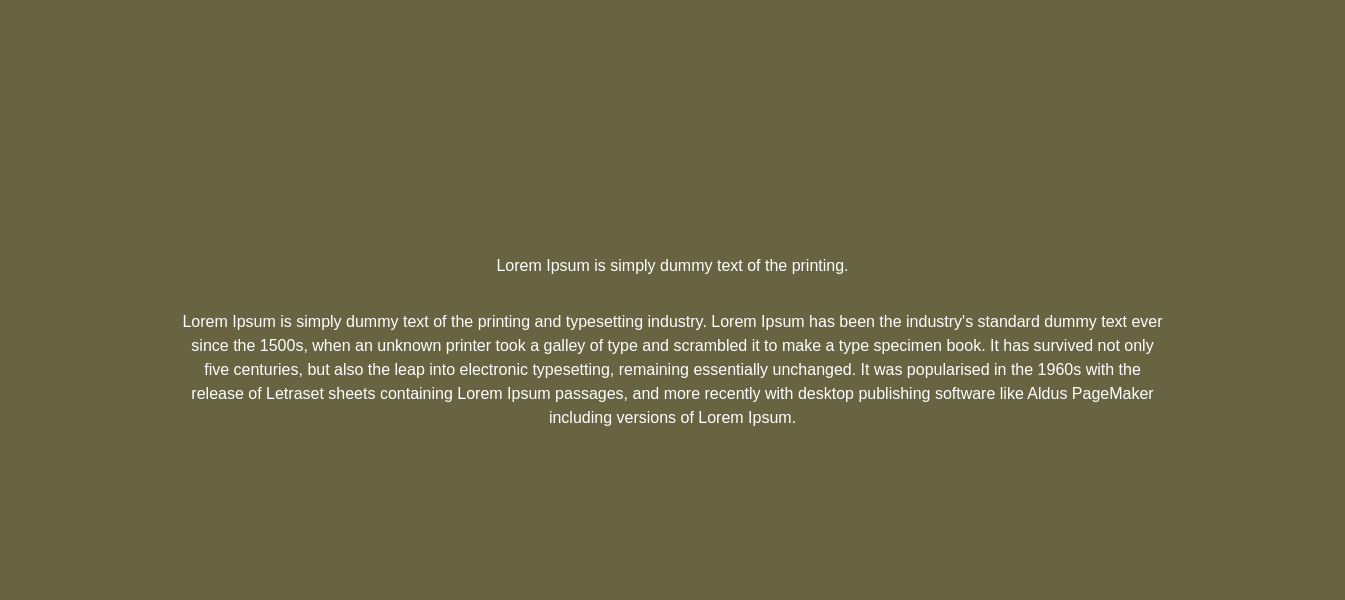 Lorem Ipsum is simply dummy text of the printing.
Lorem Ipsum is simply dummy text of the printing and typesetting industry. Lorem Ipsum has been the industry's standard dummy text ever
since the 1500s, when an unknown printer took a galley of type and scrambled it to make a type specimen book. It has survived not only
five centuries, but also the leap into electronic typesetting, remaining essentially unchanged. It was popularised in the 1960s with the
release of Letraset sheets containing Lorem Ipsum passages, and more recently with desktop publishing software like Aldus PageMaker
including versions of Lorem Ipsum.